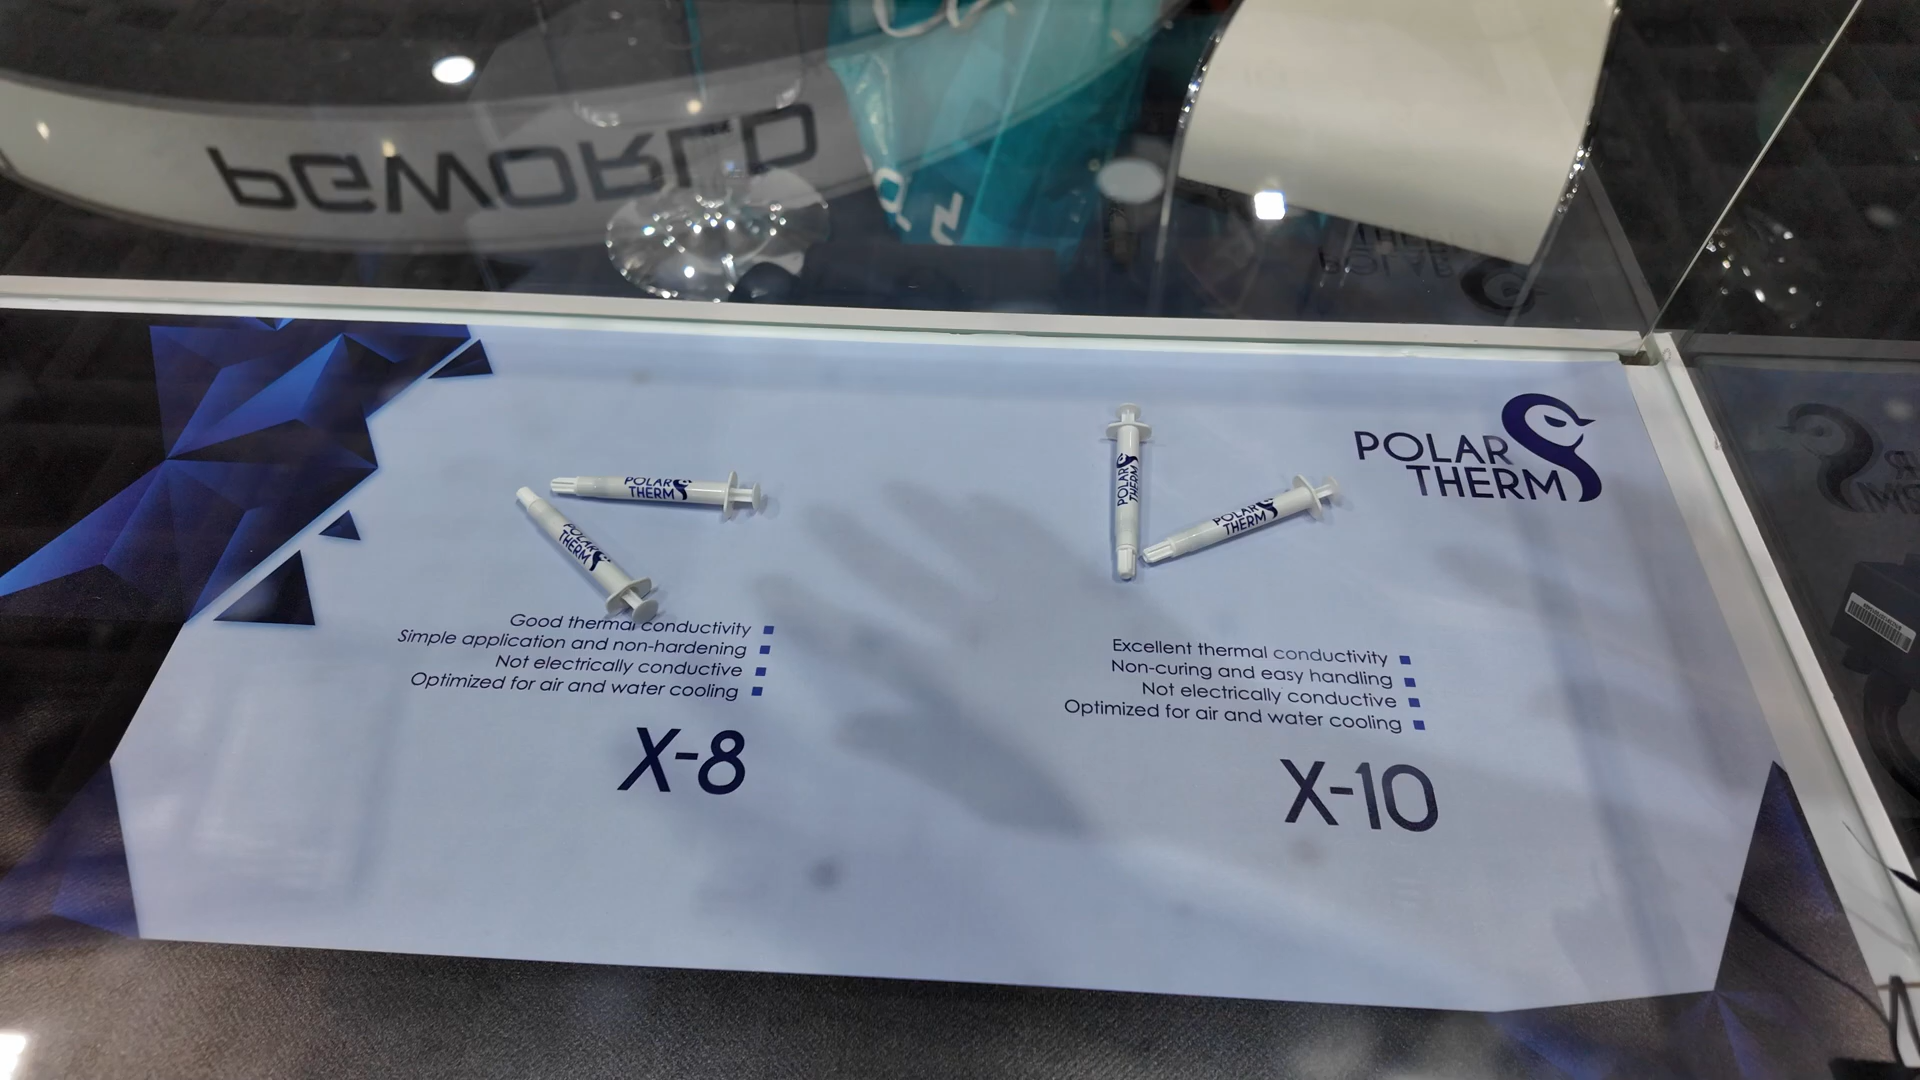 PGWORLD
POLAR
THERM
POLAR
THERM
POLAR
THERM
POLAR
THERM
POLAR
THERM
Good thermal conductivity
Simple application and non-hardening
Not electrically conductive
Optimized for air and water cooling
X-8
Excellent thermal conductivity
Non-curing and easy handling
Not electrically conductive
Optimized for air and water cooling
X-10